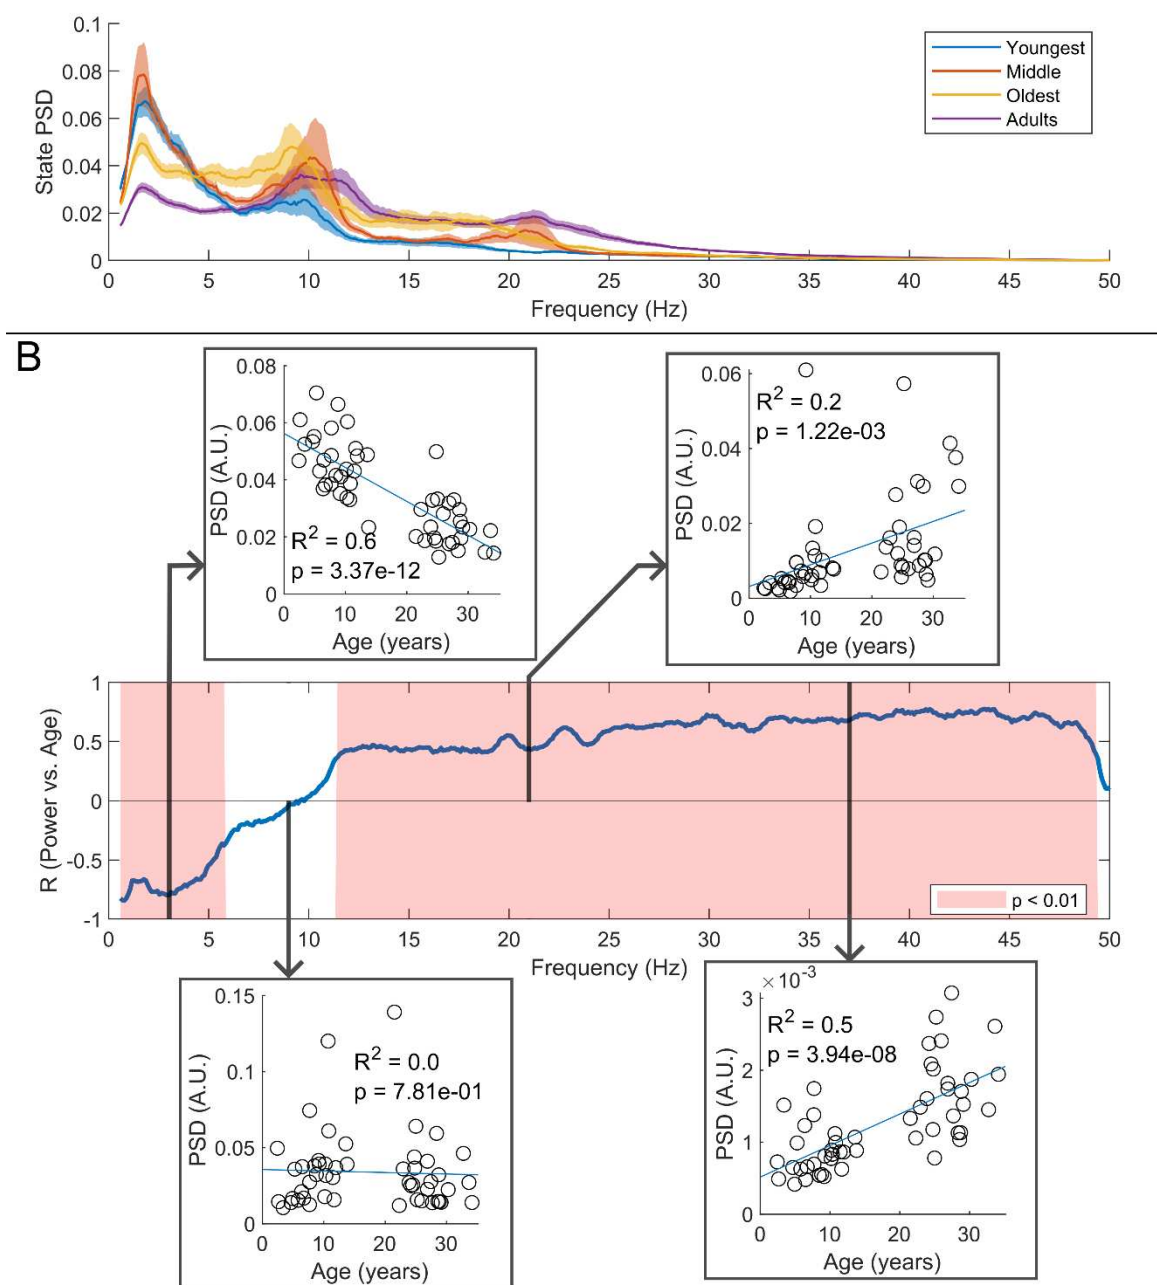 0.1
0.08
0.06
0.04
0.02
0
State PSD
Youngest
Middle
Oldest
Adults
0 5 10 15 20 25 30 35 40 45 50
Frequency (Hz)
B
0.08
0.06
0.04
0.02
0
PSD (A.U.)
R² = 0.6
p = 3.37e-12
0 10 20 30
Age (years)
0.06
0.04
0.02
0
PSD (A.U.)
R² = 0.2
p = 1.22e-03
0 10 20 30
Age (years)
1
0.5
0
-0.5
-1
R (Power vs. Age)
p < 0.01
0 5 10 15 20 25 30 35 40 45 50
Frequency (Hz)
0.15
0.1
0.05
0
PSD (A.U.)
R² = 0.0
p = 7.81e-01
0 10 20 30
Age (years)
×10⁻³
3
2
1
0
PSD (A.U.)
R² = 0.5
p = 3.94e-08
0 10 20 30
Age (years)